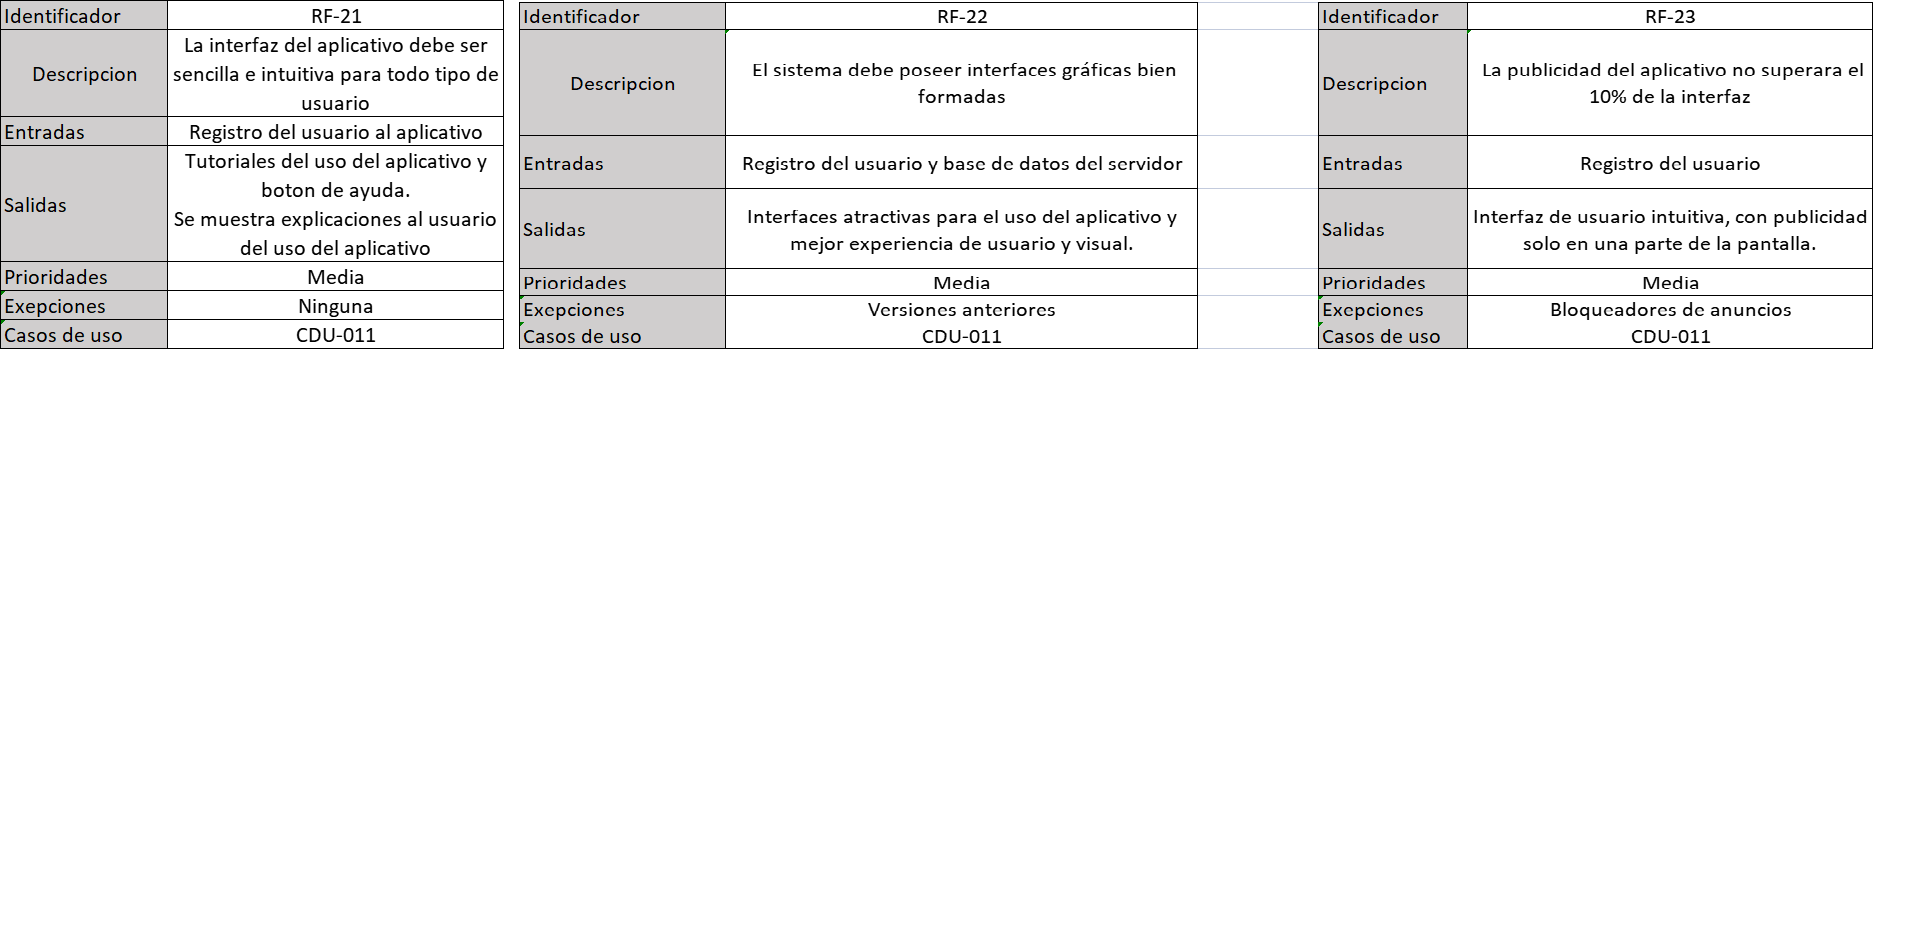 Identificador RF-21
Descripcion
La interfaz del aplicativo debe ser
sencilla e intuitiva para todo tipo de
usuario
Entradas Registro del usuario al aplicativo
Salidas
Tutoriales del uso del aplicativo y
boton de ayuda.
Se muestra explicaciones al usuario
del uso del aplicativo
Prioridades Media
Exepciones Ninguna
Casos de uso CDU-011
Identificador RF-22
Descripcion
El sistema debe poseer interfaces gráficas bien
formadas
Entradas Registro del usuario y base de datos del servidor
Salidas
Interfaces atractivas para el uso del aplicativo y
mejor experiencia de usuario y visual.
Prioridades Media
Exepciones Versiones anteriores
Casos de uso CDU-011
Identificador RF-23
Descripcion
La publicidad del aplicativo no superara el
10% de la interfaz
Entradas Registro del usuario
Salidas
Interfaz de usuario intuitiva, con publicidad
solo en una parte de la pantalla.
Prioridades Media
Exepciones Bloqueadores de anuncios
Casos de uso CDU-011